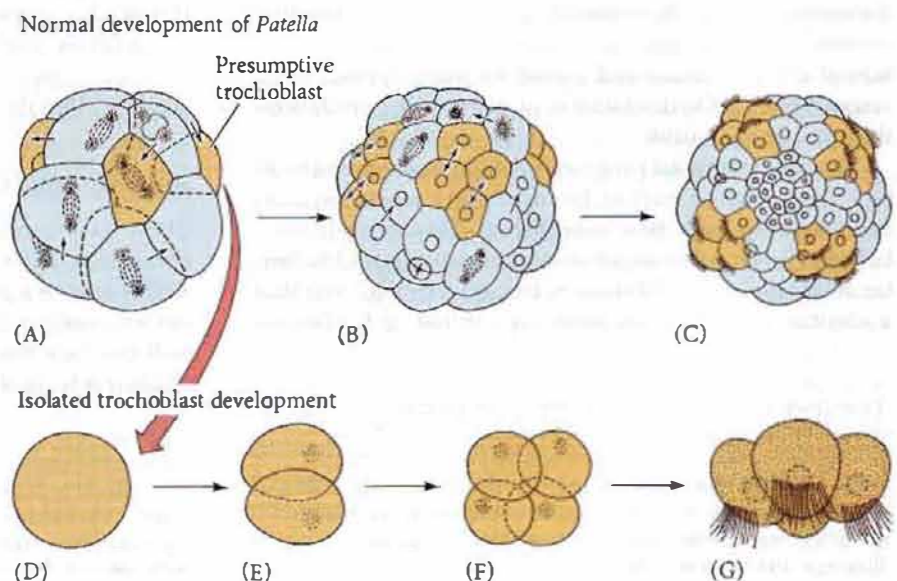 Normal development of Patella
Presumptive
trochoblast
(A)
(B)
(C)
Isolated trochoblast development
(D)
(E)
(F)
(G)